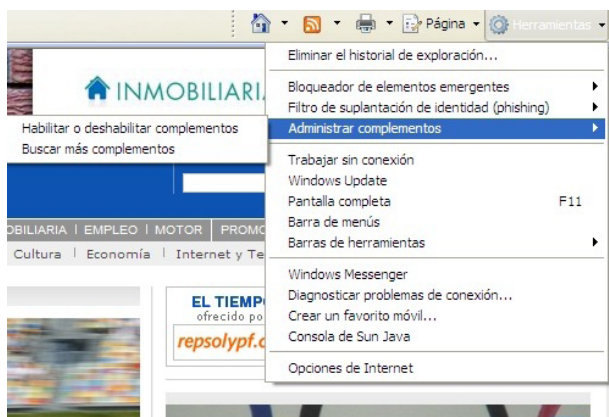 Página
Herramientas
Eliminar el historial de exploración...
INMOBILIARI
Bloqueador de elementos emergentes
Filtro de suplantación de identidad (phishing)
Habilitar o deshabilitar complementos
Administrar complementos
Buscar más complementos
Trabajar sin conexión
Windows Update
Pantalla completa F11
Barra de menús
Barras de herramientas
OBILIARIA | EMPLEO | MOTOR | PROMO
Cultura | Economía | Internet y Te
Windows Messenger
Diagnosticar problemas de conexión...
Crear un favorito móvil...
Consola de Sun Java
Opciones de Internet
EL TIEMP
ofrecido po
repsolypf.c